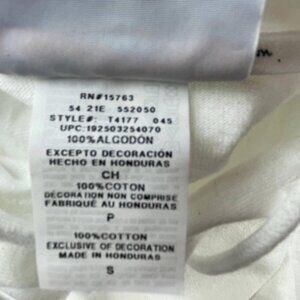 RN#15763
54 21E 552050
STYLE#: T4177 045
UPC:192503254070
100%ALGODÓN
EXCEPTO DECORACIÓN
HECHO EN HONDURAS
CH
100%COTON
DÉCORATION NON COMPRISE
FABRIQUÉ AU HONDURAS
P
100%COTTON
EXCLUSIVE OF DECORATION
MADE IN HONDURAS
S